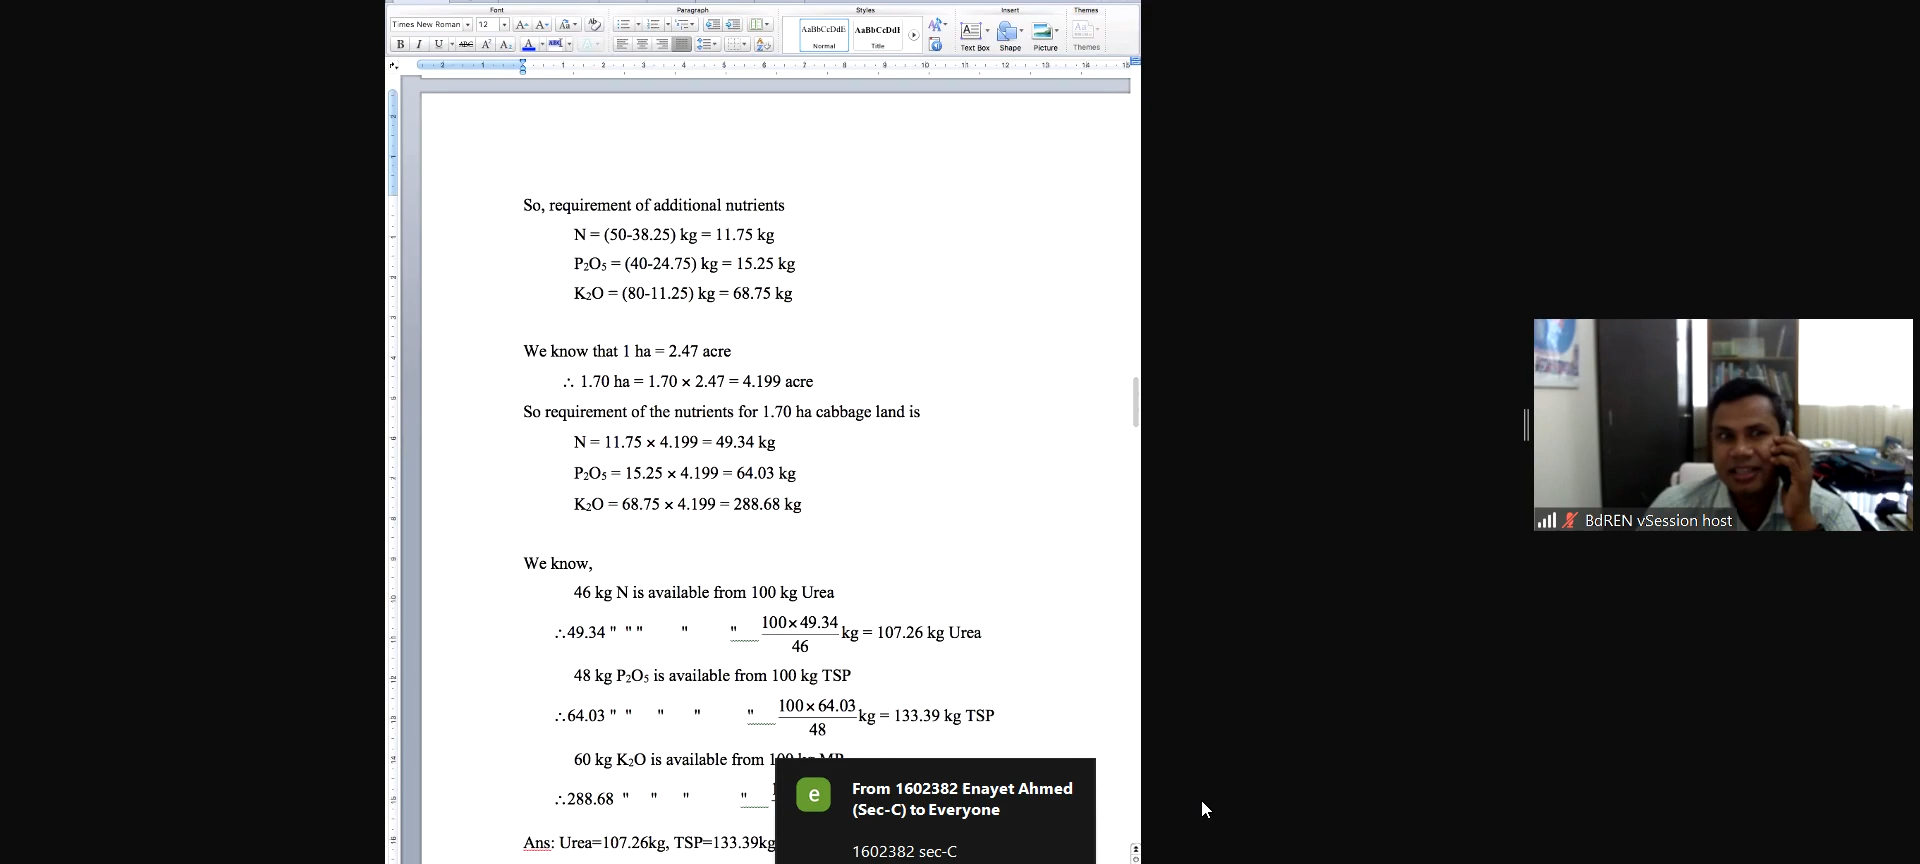 Font
Paragraph
Styles
Insert
Themes
Times New Roman
12
AaBbCcDdE
AaBbCcDdI
Normal
Title
Text Box
Shape
Picture
Themes
So, requirement of additional nutrients
N = (50-38.25) kg = 11.75 kg
P₂O₅ = (40-24.75) kg = 15.25 kg
K₂O = (80-11.25) kg = 68.75 kg
We know that 1 ha = 2.47 acre
∴ 1.70 ha = 1.70 × 2.47 = 4.199 acre
So requirement of the nutrients for 1.70 ha cabbage land is
N = 11.75 × 4.199 = 49.34 kg
P₂O₅ = 15.25 × 4.199 = 64.03 kg
K₂O = 68.75 × 4.199 = 288.68 kg
We know,
46 kg N is available from 100 kg Urea
∴49.34 " " " " " 100×49.34/46 kg = 107.26 kg Urea
48 kg P₂O₅ is available from 100 kg TSP
∴64.03 " " " " " 100×64.03/48 kg = 133.39 kg TSP
60 kg K₂O is available from 100 kg MP
∴288.68 " " " "
Ans: Urea=107.26kg, TSP=133.39kg
e
From 1602382 Enayet Ahmed
(Sec-C) to Everyone
1602382 sec-C
BdREN vSession host